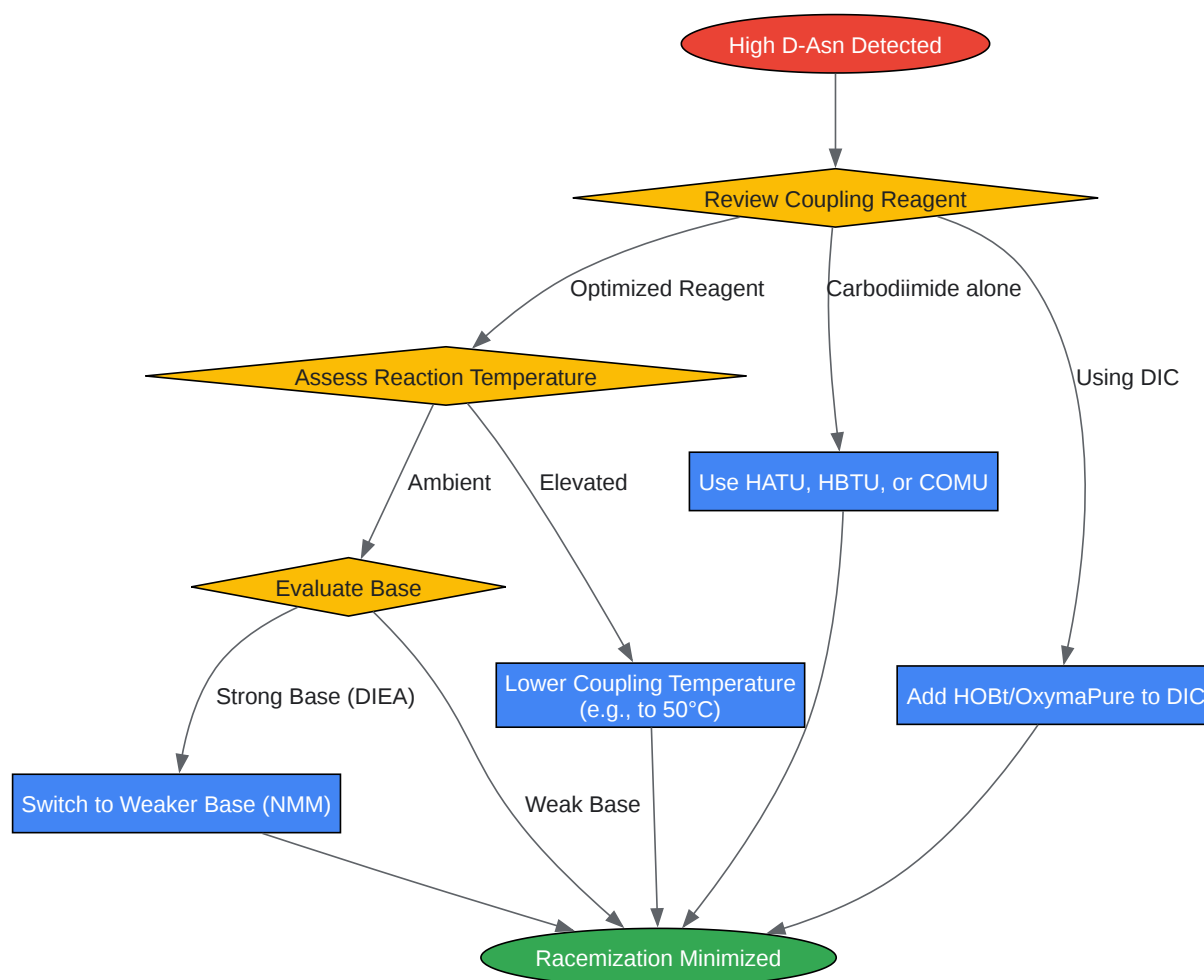 High D-Asn Detected
Review Coupling Reagent
Optimized Reagent
Carbodiimide alone
Using DIC
Assess Reaction Temperature
Ambient
Elevated
Use HATU, HBTU, or COMU
Evaluate Base
Strong Base (DIEA)
Lower Coupling Temperature
(e.g., to 50°C)
Add HOBt/OxymaPure to DIC
Switch to Weaker Base (NMM)
Weak Base
Racemization Minimized